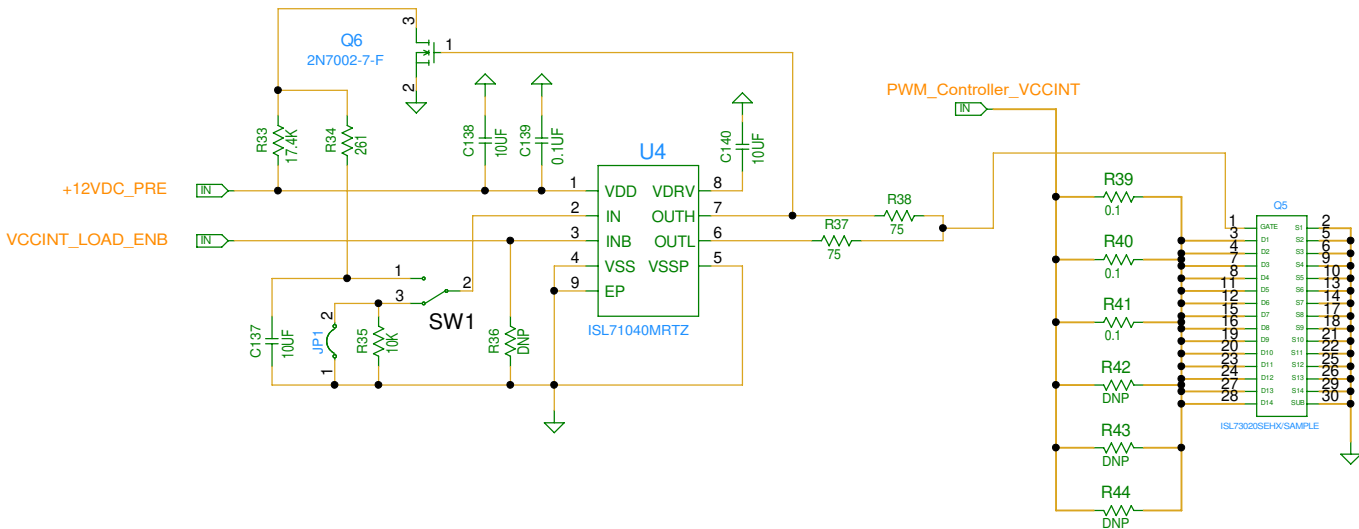 3
Q6
2N7002-7-F
1
2
R33
17.4K
R34
261
C138
10UF
C139
0.1UF
C140
10UF
PWM_Controller_VCCINT
IN
+12VDC_PRE
IN
VCCINT_LOAD_ENB
IN
U4
1
VDD
VDRV
8
2
IN
OUTH
7
3
INB
OUTL
6
4
VSS
VSSP
5
9
EP
ISL71040MRTZ
R38
75
R37
75
1
3
2
SW1
C137
10UF
JP1
2
1
R35
10K
R36
DNP
R39
0.1
R40
0.1
R41
0.1
R42
DNP
R43
DNP
R44
DNP
Q5
1 GATE S1 2
3 D1 S2 5
4 D2 S3 6
7 D3 S4 9
8 D4 S5 10
11 D5 S6 13
12 D6 S7 14
15 D7 S8 17
16 D8 S9 18
19 D9 S10 21
20 D10 S11 22
23 D11 S12 25
24 D12 S13 26
27 D13 S14 29
28 D14 SUB 30
ISL73020SEHX/SAMPLE